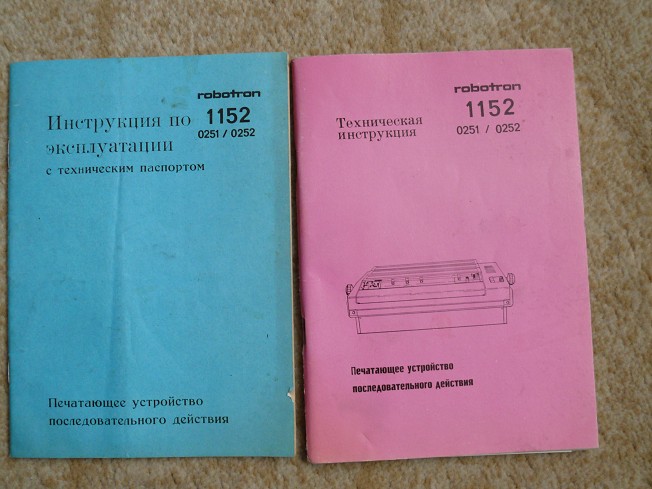 robotron
1152
0251 / 0252
Инструкция по
эксплуатации
с техническим паспортом
Печатающее устройство
последовательного действия
robotron
1152
0251 / 0252
Техническая
инструкция
Печатающее устройство
последовательного действия